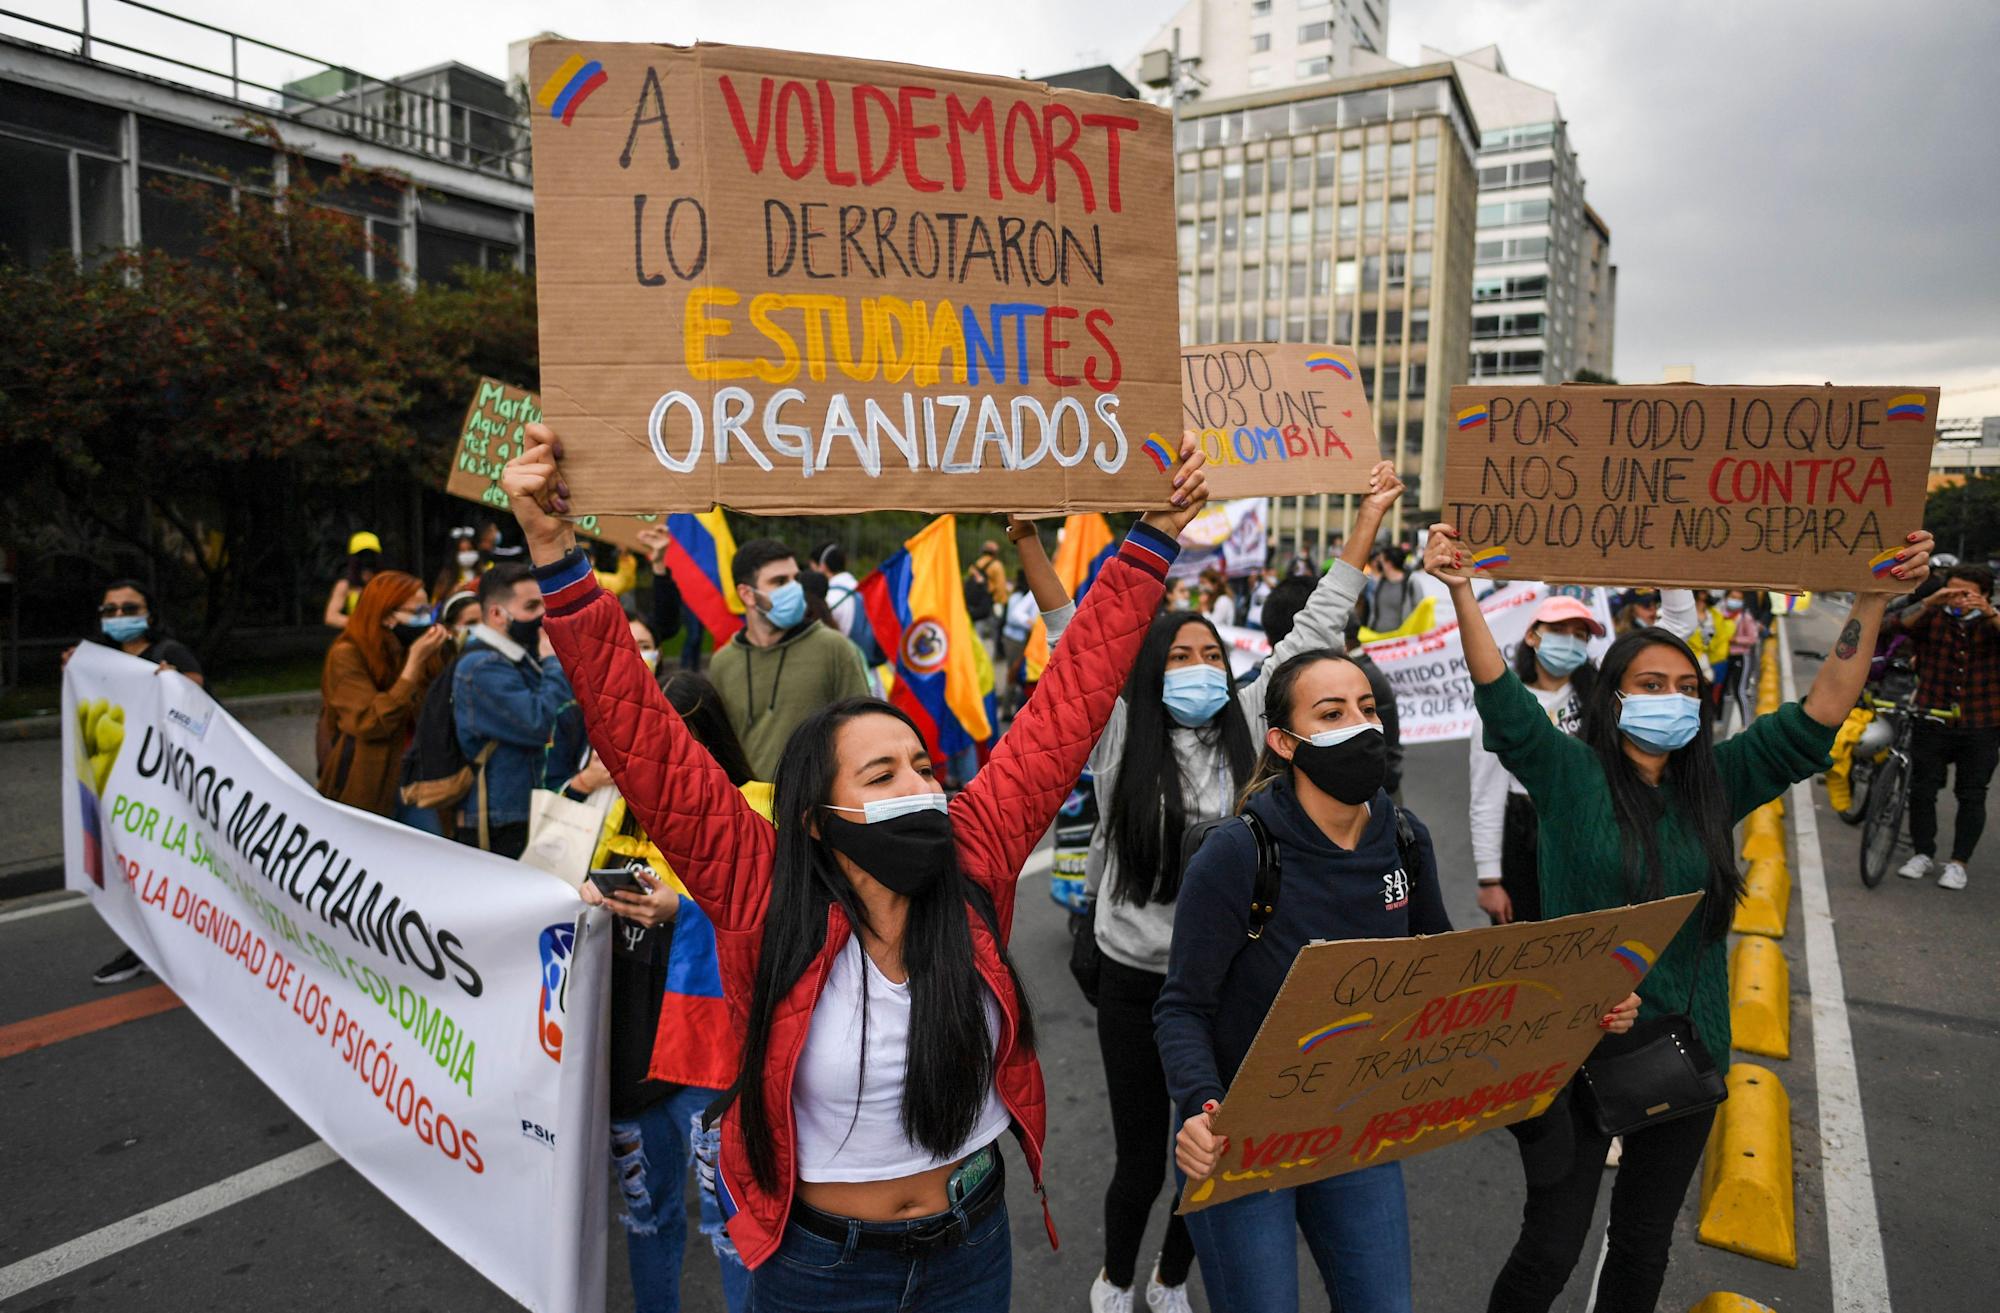 A VOLDEMORT
LO DERROTARON
ESTUDIANTES
ORGANIZADOS
TODO
NOS UNE
COLOMBIA
POR TODO LO QUE
NOS UNE CONTRA
TODO LO QUE NOS SEPARA
QUE NUESTRA
RABIA
SE TRANSFORME EN
UN
VOTO RESPONSABLE
UNIDOS MARCHAMOS
POR LA SALUD MENTAL EN COLOMBIA
POR LA DIGNIDAD DE LOS PSICÓLOGOS
Aquí